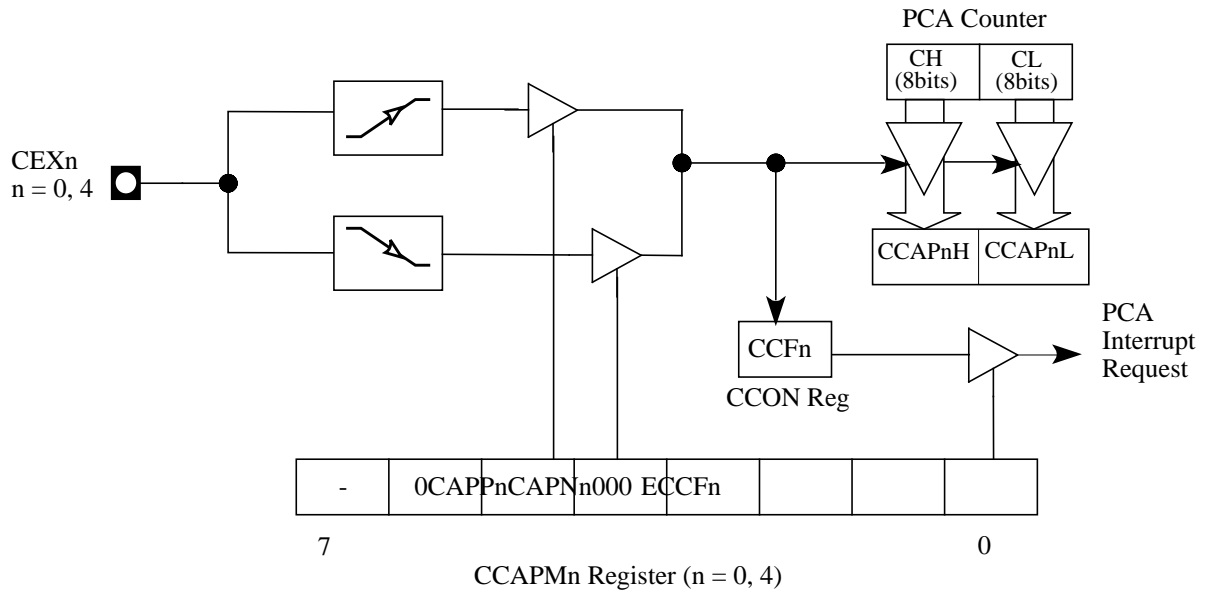 PCA Counter
CH
(8bits)
CL
(8bits)
CEXn
n = 0, 4
CCAPnH
CCAPnL
PCA
Interrupt
Request
CCFn
CCON Reg
- 0CAPPnCAPNn000 ECCFn
7
0
CCAPMn Register (n = 0, 4)